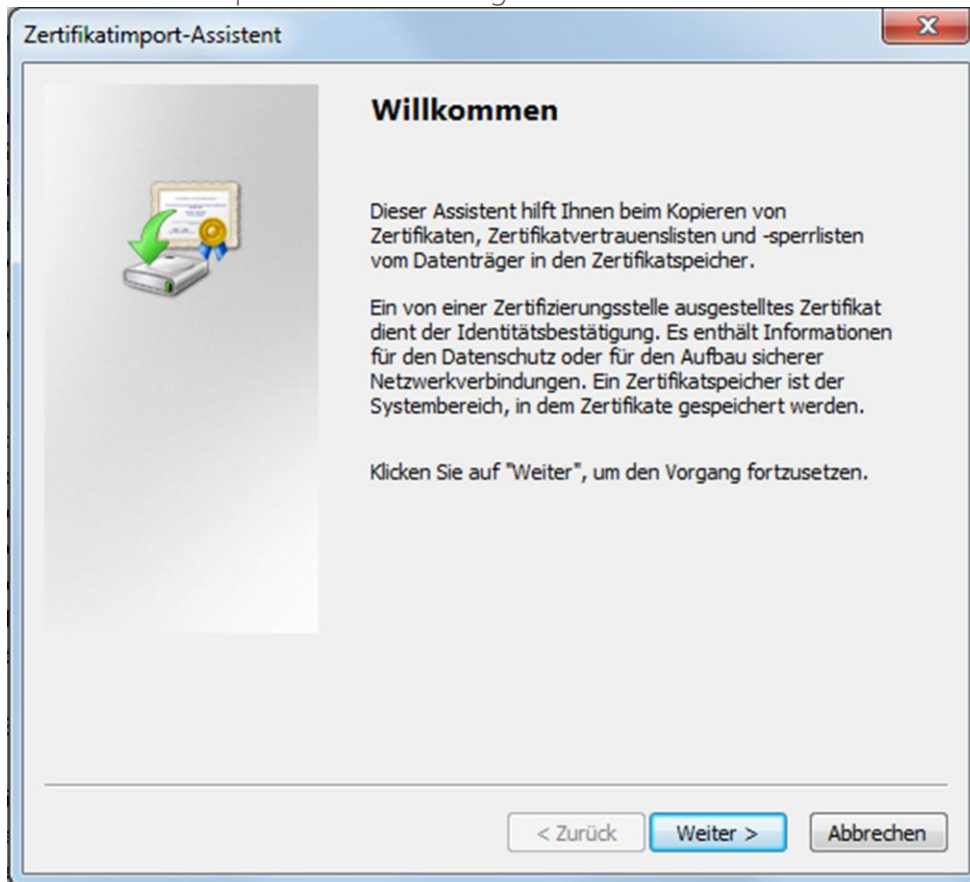 Zertifikatimport-Assistent
Willkommen
Dieser Assistent hilft Ihnen beim Kopieren von
Zertifikaten, Zertifikatvertrauenslisten und -sperrlisten
vom Datenträger in den Zertifikatspeicher.
Ein von einer Zertifizierungsstelle ausgestelltes Zertifikat
dient der Identitätsbestätigung. Es enthält Informationen
für den Datenschutz oder für den Aufbau sicherer
Netzwerkverbindungen. Ein Zertifikatspeicher ist der
Systembereich, in dem Zertifikate gespeichert werden.
Klicken Sie auf "Weiter", um den Vorgang fortzusetzen.
< Zurück Weiter > Abbrechen